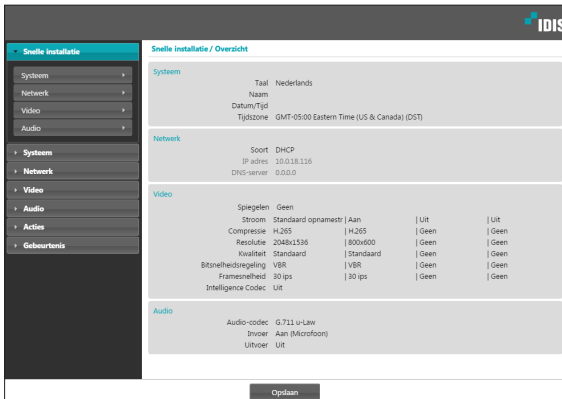 IDIS
Snelle installatie
Systeem
Netwerk
Video
Audio
Systeem
Netwerk
Video
Audio
Acties
Gebeurtenis
Snelle installatie / Overzicht
Systeem
Taal Nederlands
Naam
Datum/Tijd
Tijdszone GMT-05:00 Eastern Time (US & Canada) (DST)
Netwerk
Soort DHCP
IP adres 10.0.18.116
DNS-server 0.0.0.0
Video
Spiegelen Geen
Stroom Standaard opnamestr | Aan | Uit | Uit
Compressie H.265 | H.265 | Geen | Geen
Resolutie 2048x1536 | 800x600 | Geen | Geen
Kwaliteit Standaard | Standaard | Geen | Geen
Bitsnelheidsregeling VBR | VBR | Geen | Geen
Framesnelheid 30 ips | 30 ips | Geen | Geen
Intelligence Codec Uit
Audio
Audio-codec G.711 u-Law
Invoer Aan (Microfoon)
Uitvoer Uit
Opslaan